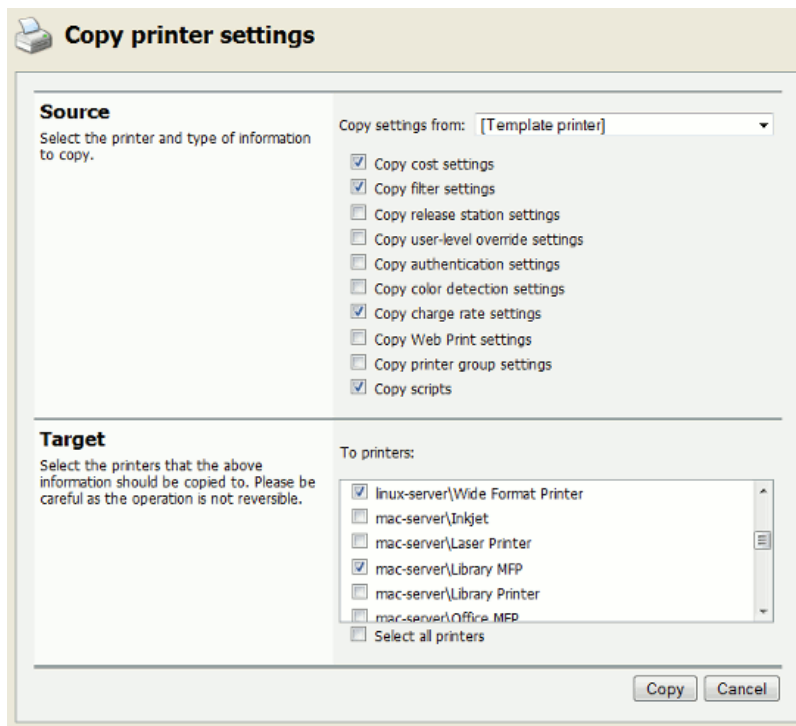 Copy printer settings
Source
Select the printer and type of information
to copy.
Copy settings from: [Template printer]
Copy cost settings
Copy filter settings
Copy release station settings
Copy user-level override settings
Copy authentication settings
Copy color detection settings
Copy charge rate settings
Copy Web Print settings
Copy printer group settings
Copy scripts
Target
Select the printers that the above
information should be copied to. Please be
careful as the operation is not reversible.
To printers:
linux-server\Wide Format Printer
mac-server\Inkjet
mac-server\Laser Printer
mac-server\Library MFP
mac-server\Library Printer
mac-server\Office MFP
Select all printers
Copy Cancel